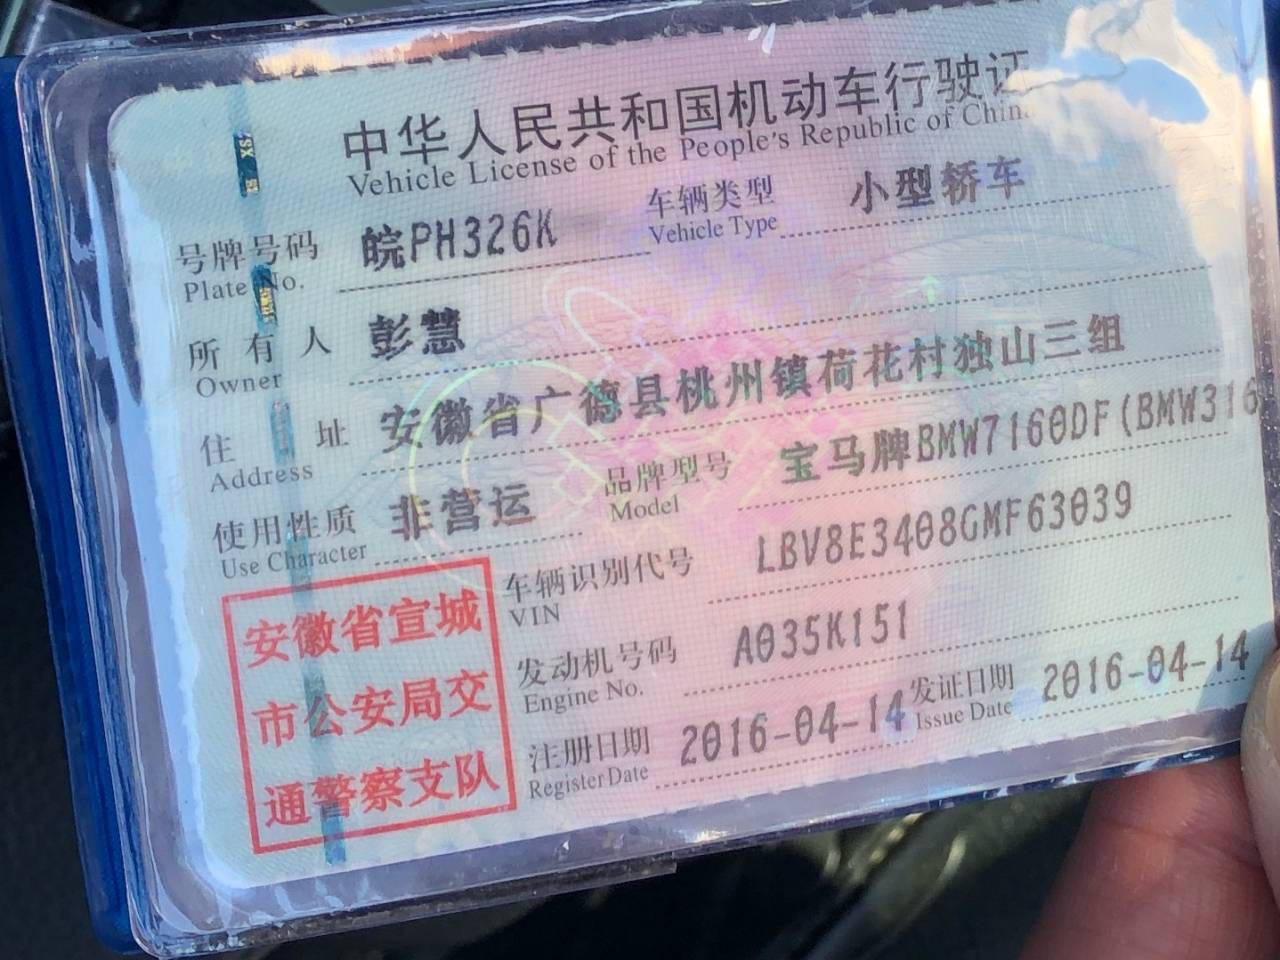 中华人民共和国机动车行驶证
Vehicle License of the People's Republic of China
号牌号码 皖PH326K 车辆类型 小型轿车
Plate No. Vehicle Type
所有人 彭慧
Owner
住址 安徽省广德县桃州镇荷花村独山三组
Address
使用性质 非营运 品牌型号 宝马牌BMW7160DF(BMW316
Use Character Model
车辆识别代号 LBV8E3408GMF63039
VIN
发动机号码 A035K151
Engine No.
注册日期 2016-04-14 发证日期 2016-04-14
Register Date Issue Date
安徽省宣城
市公安局交
通警察支队